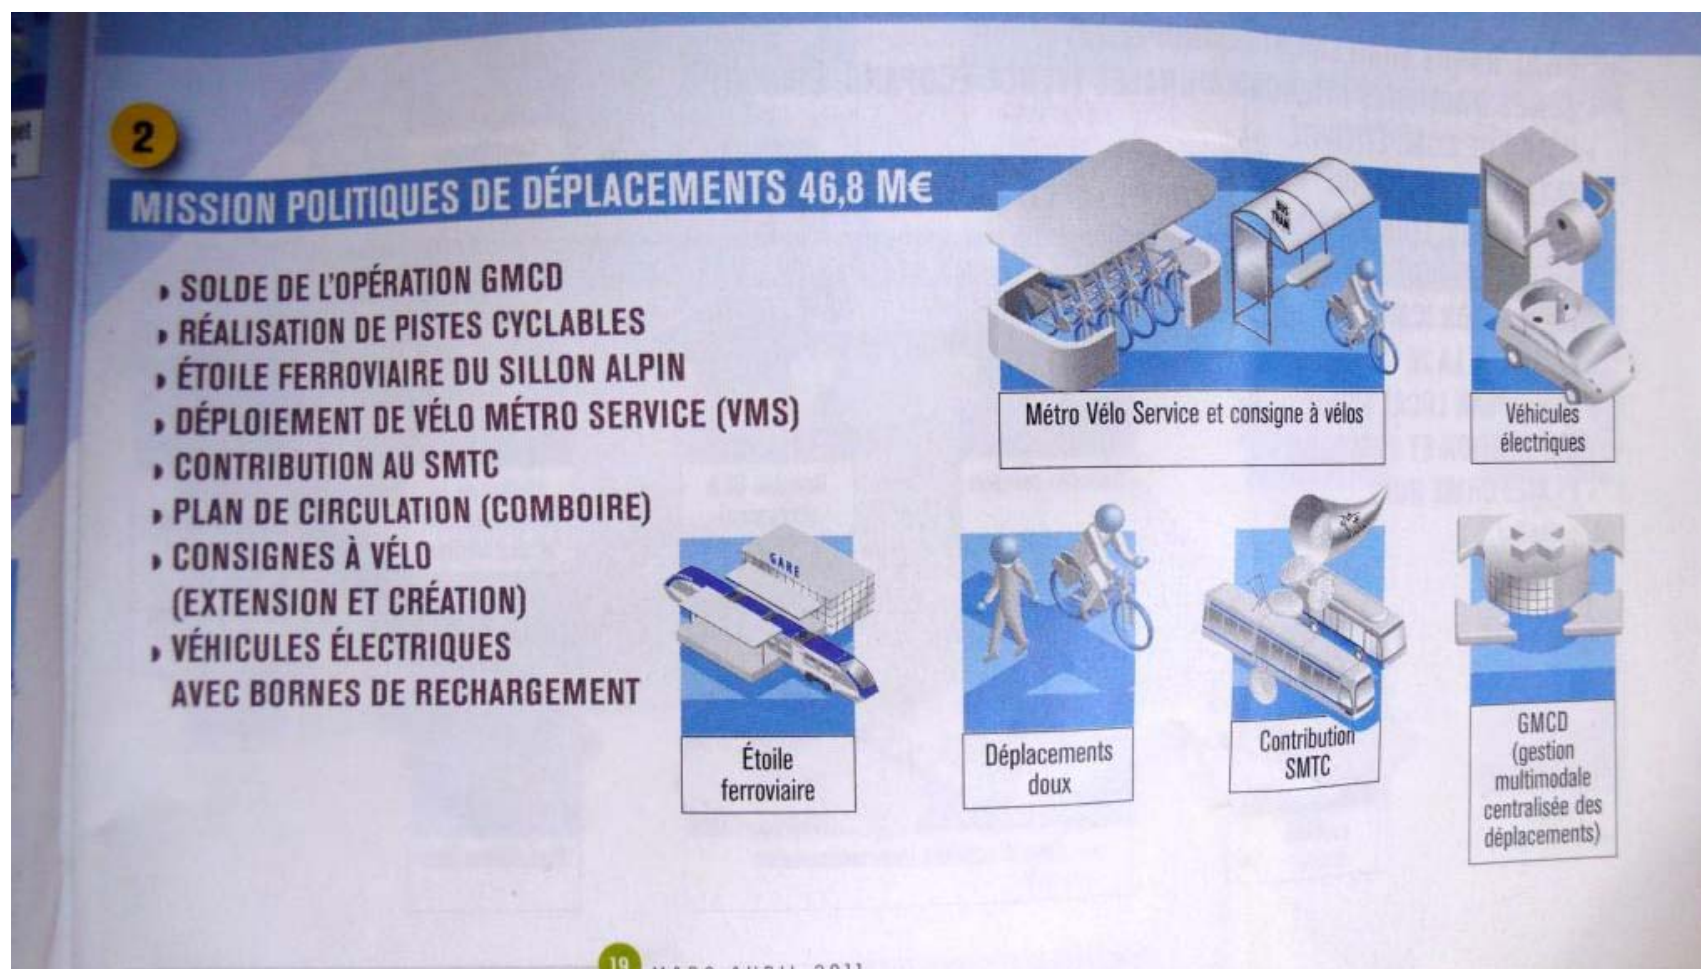 2
MISSION POLITIQUES DE DÉPLACEMENTS 46,8 M€
SOLDE DE L'OPÉRATION GMCD
RÉALISATION DE PISTES CYCLABLES
ÉTOILE FERROVIAIRE DU SILLON ALPIN
DÉPLOIEMENT DE VÉLO MÉTRO SERVICE (VMS)
CONTRIBUTION AU SMTC
PLAN DE CIRCULATION (COMBOIRE)
CONSIGNES À VÉLO
(EXTENSION ET CRÉATION)
VÉHICULES ÉLECTRIQUES
AVEC BORNES DE RECHARGEMENT
Métro Vélo Service et consigne à vélos
Véhicules
électriques
GARE
Étoile
ferroviaire
Déplacements
doux
Contribution
SMTC
GMCD
(gestion
multimodale
centralisée des
déplacements)
19 MARS-AVRIL 2011